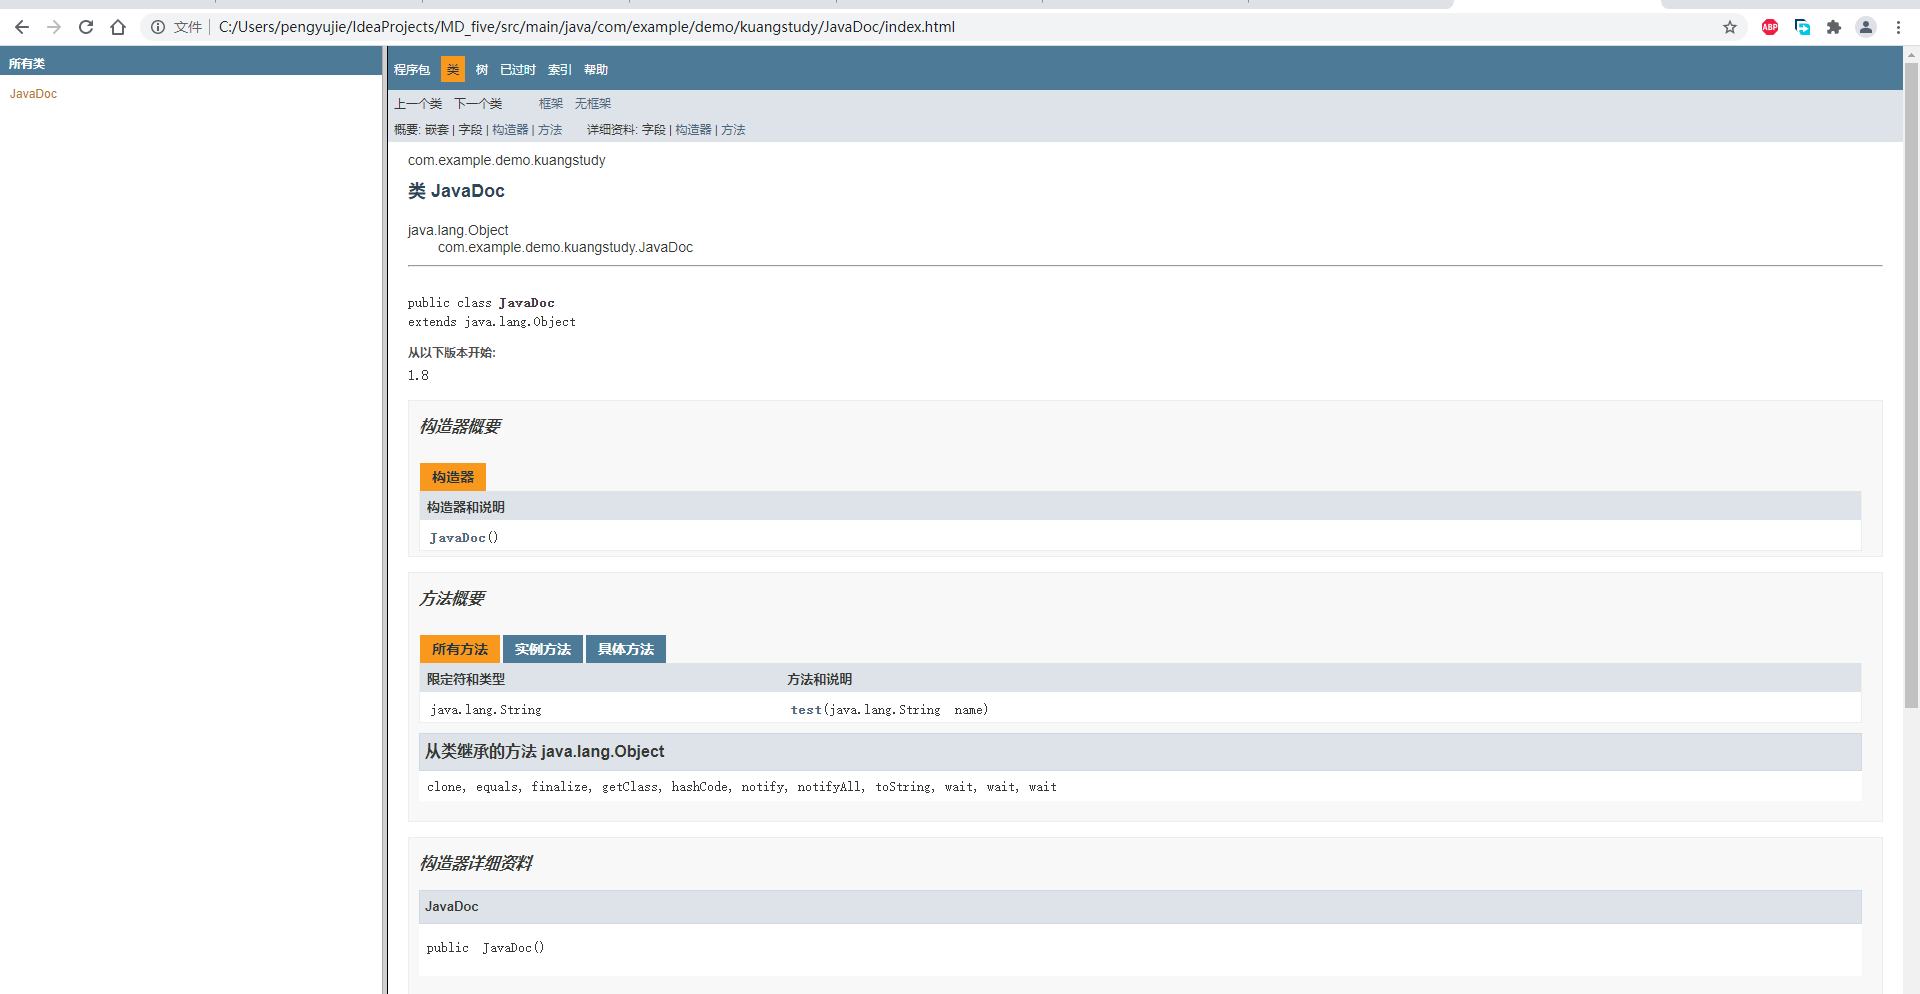 文件 C:/Users/pengyujie/IdeaProjects/MD_five/src/main/java/com/example/demo/kuangstudy/JavaDoc/index.html
ABP
所有类
JavaDoc
程序包 类 树 已过时 索引 帮助
上一个类 下一个类 框架 无框架
概要: 嵌套 | 字段 | 构造器 | 方法 详细资料: 字段 | 构造器 | 方法
com.example.demo.kuangstudy
类 JavaDoc
java.lang.Object
com.example.demo.kuangstudy.JavaDoc
public class JavaDoc
extends java.lang.Object
从以下版本开始:
1.8
构造器概要
构造器
构造器和说明
JavaDoc()
方法概要
所有方法 实例方法 具体方法
限定符和类型 方法和说明
java.lang.String test(java.lang.String name)
从类继承的方法 java.lang.Object
clone, equals, finalize, getClass, hashCode, notify, notifyAll, toString, wait, wait, wait
构造器详细资料
JavaDoc
public JavaDoc()